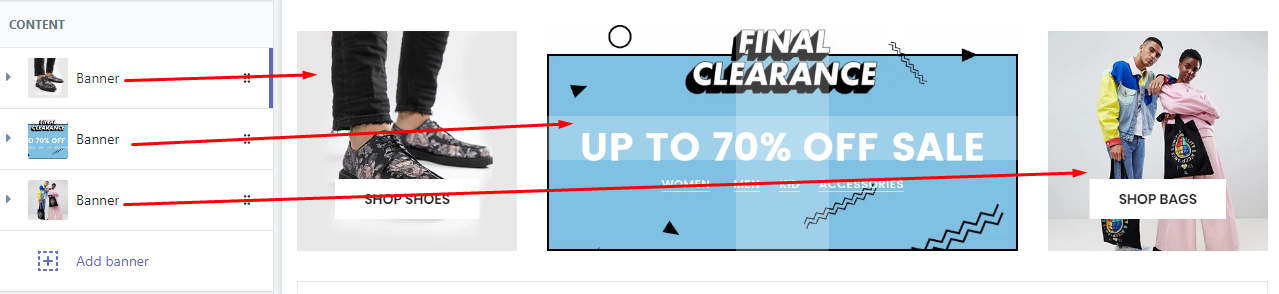 CONTENT
Banner
Banner
Banner
Add banner
SHOP SHOES
FINAL
CLEARANCE
UP TO 70% OFF SALE
WOMEN MEN KID ACCESSORIES
SHOP BAGS
FINAL
CLEARANCE
O 70% OFF